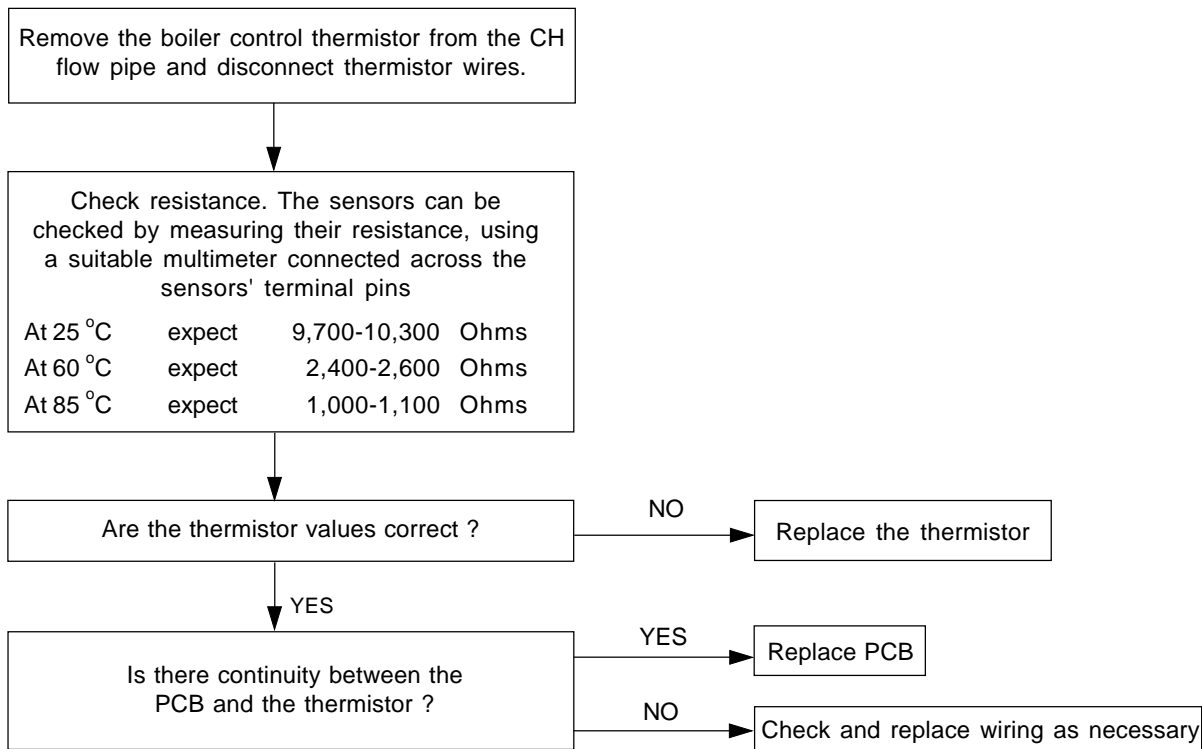 Remove the boiler control thermistor from the CH
flow pipe and disconnect thermistor wires.
Check resistance. The sensors can be
checked by measuring their resistance, using
a suitable multimeter connected across the
sensors' terminal pins
At 25 °C expect 9,700-10,300 Ohms
At 60 °C expect 2,400-2,600 Ohms
At 85 °C expect 1,000-1,100 Ohms
Are the thermistor values correct ?
NO
Replace the thermistor
YES
Is there continuity between the
PCB and the thermistor ?
YES
Replace PCB
NO
Check and replace wiring as necessary